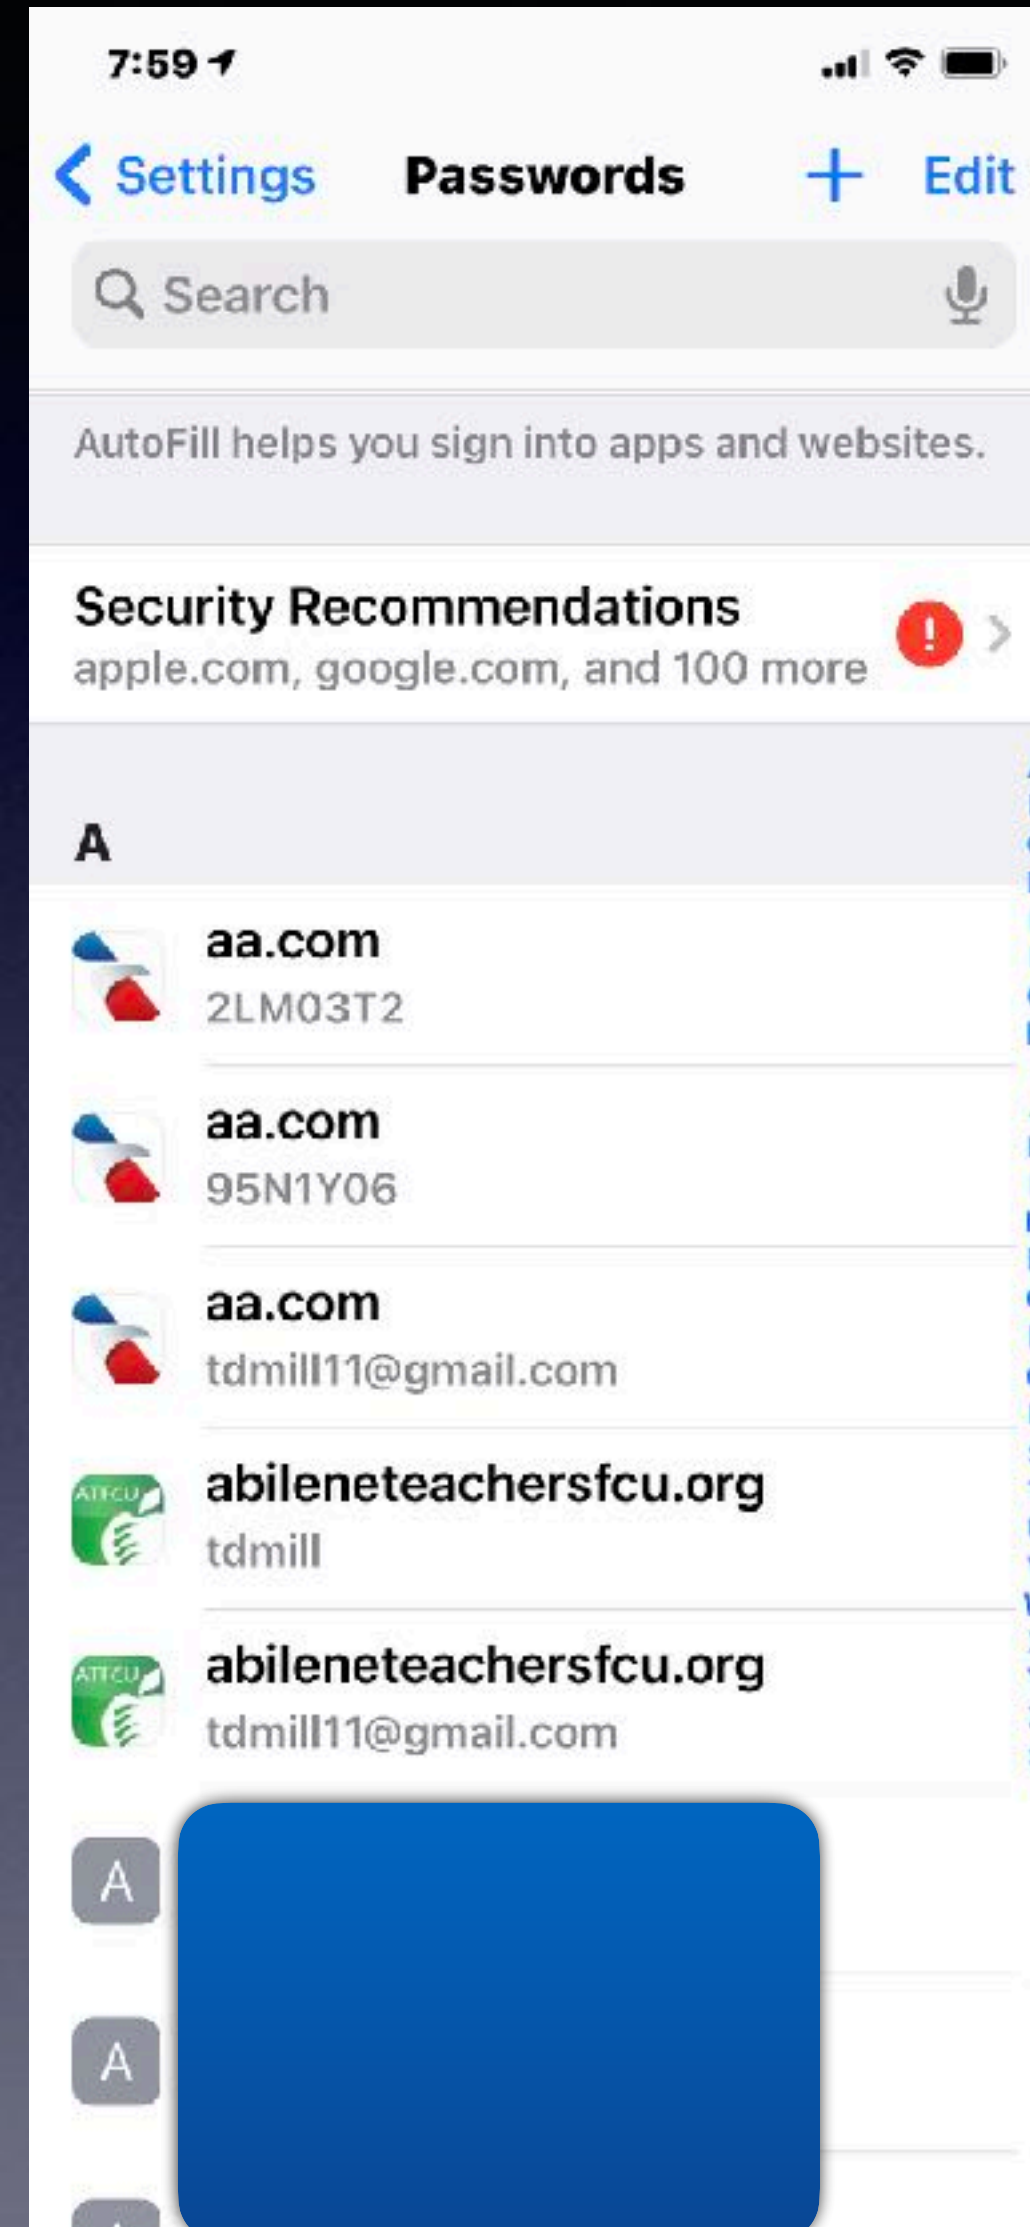 7:59
Settings Passwords + Edit
Search
AutoFill helps you sign into apps and websites.
Security Recommendations
apple.com, google.com, and 100 more
!
A
aa.com
2LM03T2
aa.com
95N1Y06
aa.com
tdmill11@gmail.com
ATFCU
abileneteachersfcu.org
tdmill
ATFCU
abileneteachersfcu.org
tdmill11@gmail.com
A
A